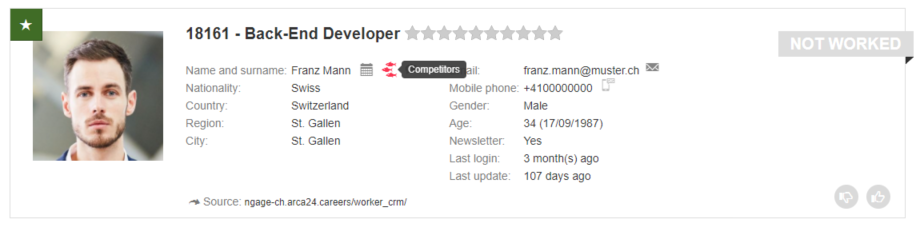 18161 - Back-End Developer
NOT WORKED
Name and surname: Franz Mann Competitors ail: franz.mann@muster.ch
Nationality: Swiss Mobile phone: +4100000000
Country: Switzerland Gender: Male
Region: St. Gallen Age: 34 (17/09/1987)
City: St. Gallen Newsletter: Yes
Last login: 3 month(s) ago
Last update: 107 days ago
Source: ngage-ch.arca24.careers/worker_crm/